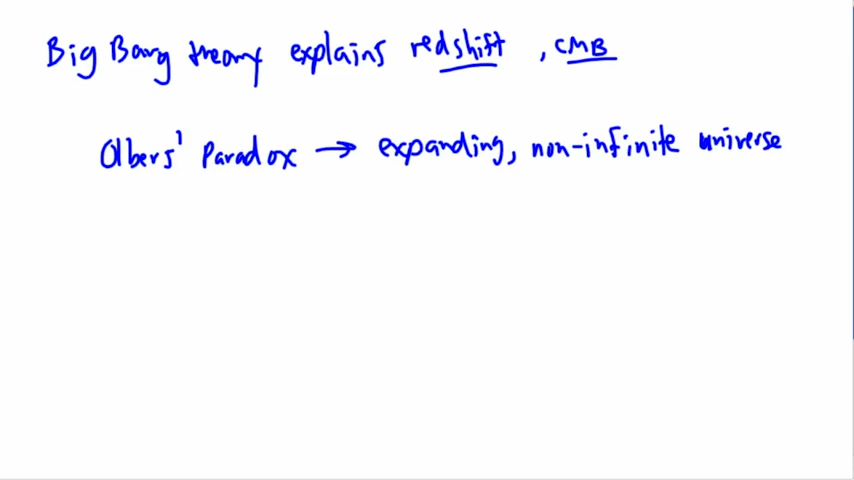 Big Bang theory explains redshift, CMB
Olbers' Paradox → expanding, non-infinite universe